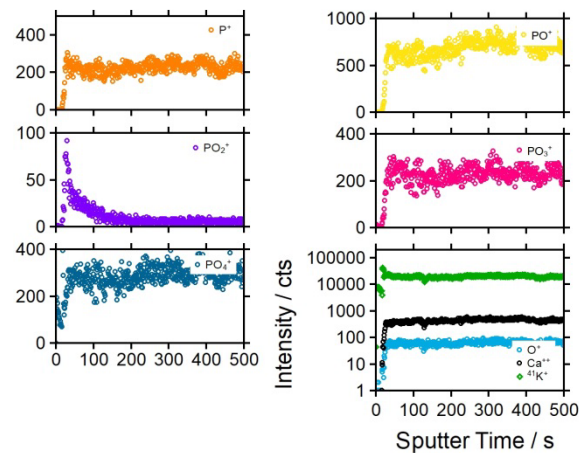 P⁺
400
200
0
PO₂⁺
100
50
0
PO₄⁺
400
200
0
0 100 200 300 400 500
PO⁺
1000
500
0
PO₃⁺
400
200
0
100000
10000
1000
100
10
1
O⁺
Ca⁺⁺
⁴¹K⁺
0 100 200 300 400 500
Intensity / cts
Sputter Time / s